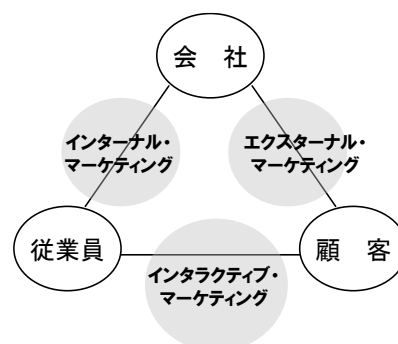 会　社
インターナル・
マーケティング
エクスターナル・
マーケティング
従業員
顧　客
インタラクティブ・
マーケティング